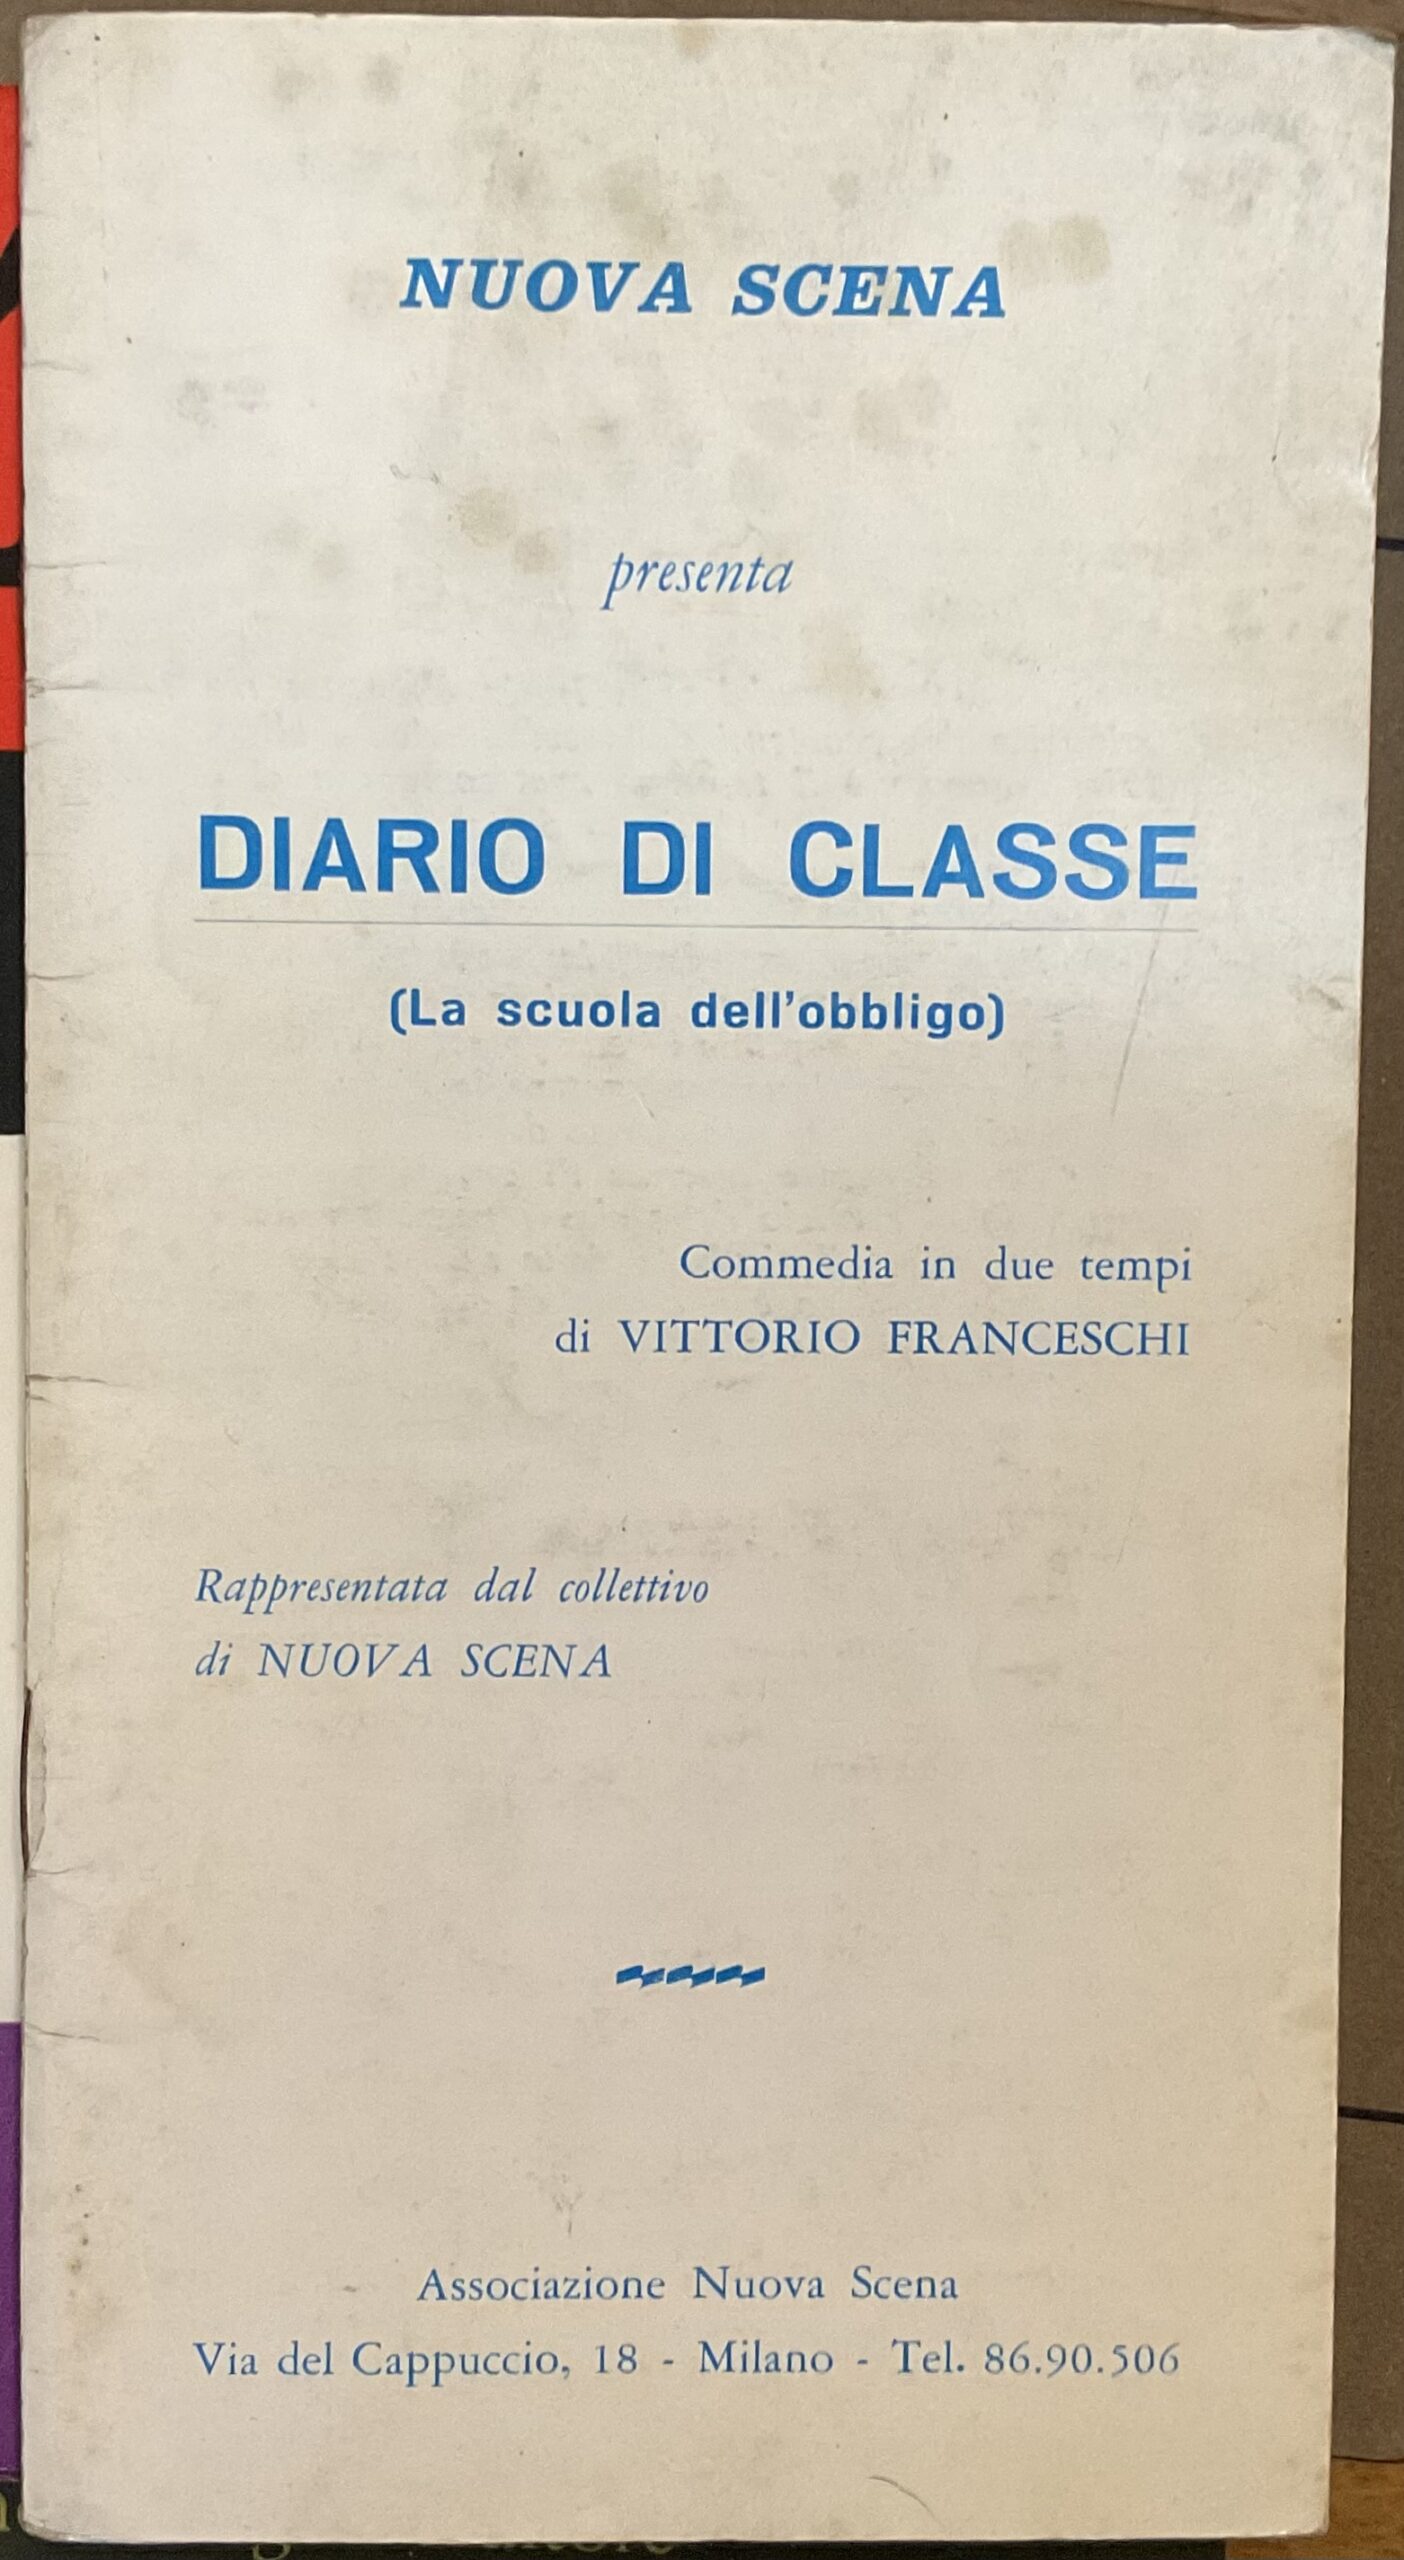 NUOVA SCENA
presenta
DIARIO DI CLASSE
(La scuola dell'obbligo)
Commedia in due tempi
di VITTORIO FRANCESCHI
Rappresentata dal collettivo
di NUOVA SCENA
Associazione Nuova Scena
Via del Cappuccio, 18 - Milano - Tel. 86.90.506